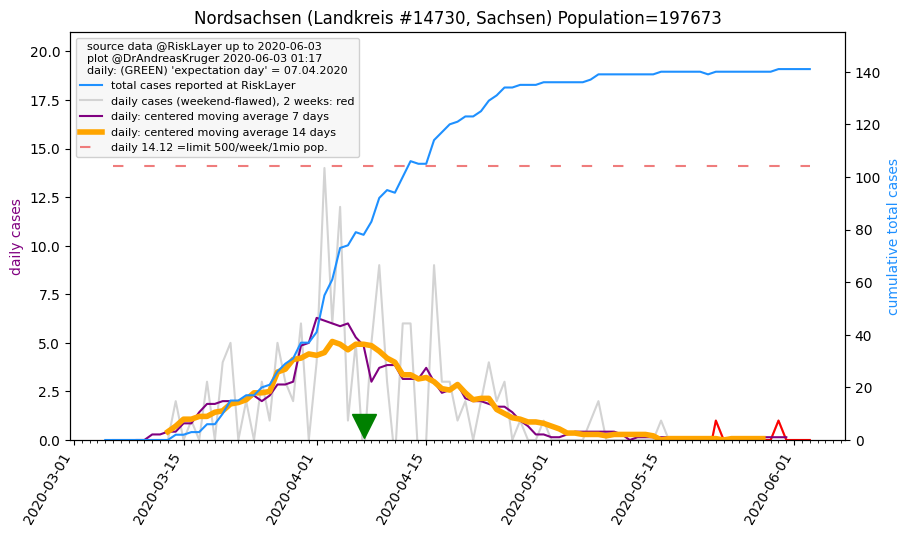 Nordsachsen (Landkreis #14730, Sachsen) Population=197673
source data @RiskLayer up to 2020-06-03
plot @DrAndreasKruger 2020-06-03 01:17
daily: (GREEN) 'expectation day' = 07.04.2020
total cases reported at RiskLayer
daily cases (weekend-flawed), 2 weeks: red
daily: centered moving average 7 days
daily: centered moving average 14 days
daily 14.12 =limit 500/week/1mio pop.
daily cases
20.0
17.5
15.0
12.5
10.0
7.5
5.0
2.5
0.0
140
120
100
80
60
40
20
0
cumulative total cases
2020-03-01
2020-03-15
2020-04-01
2020-04-15
2020-05-01
2020-05-15
2020-06-01